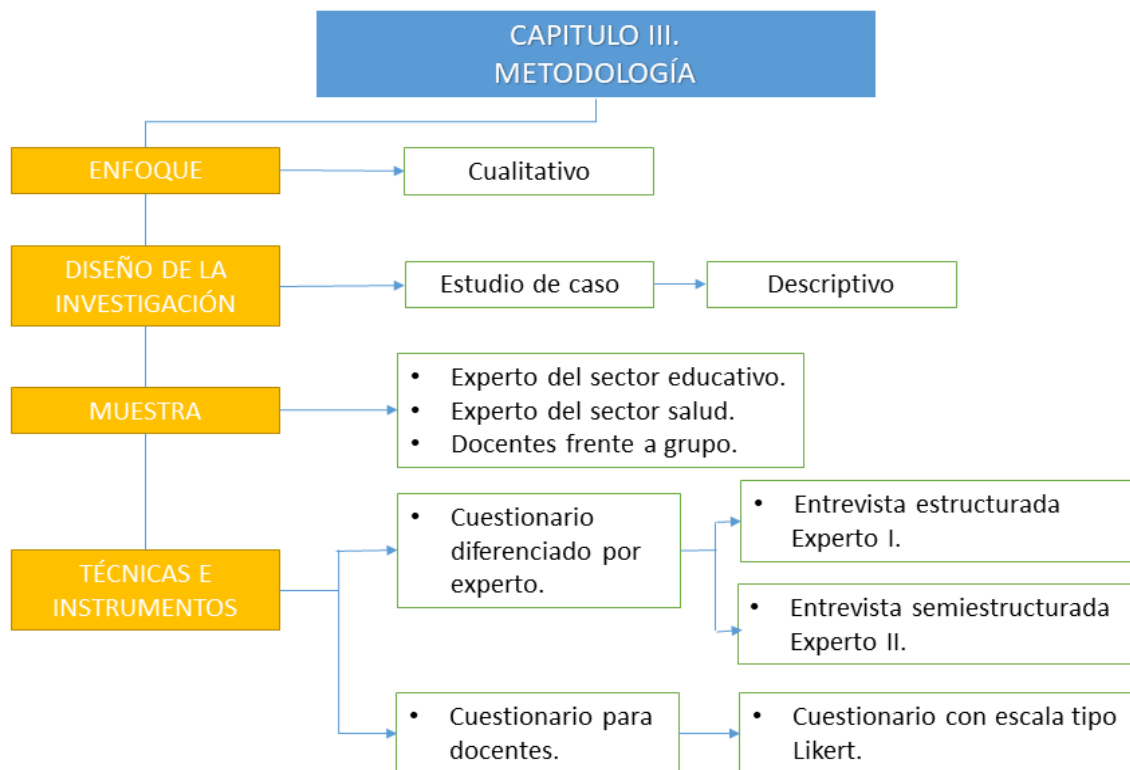 CAPITULO III.
METODOLOGÍA
ENFOQUE
Cualitativo
DISEÑO DE LA
INVESTIGACIÓN
Estudio de caso
Descriptivo
MUESTRA
• Experto del sector educativo.
• Experto del sector salud.
• Docentes frente a grupo.
TÉCNICAS E
INSTRUMENTOS
• Cuestionario
diferenciado por
experto.
• Entrevista estructurada
Experto I.
• Entrevista semiestructurada
Experto II.
• Cuestionario para
docentes.
• Cuestionario con escala tipo
Likert.